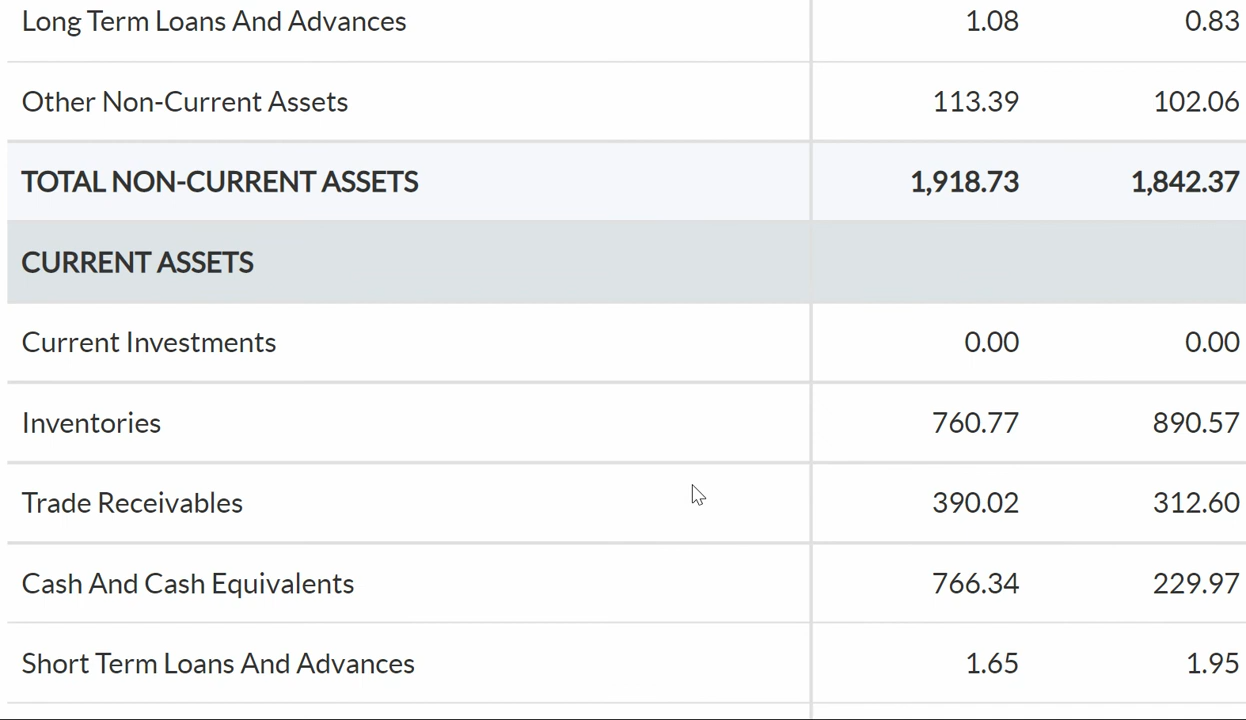 Long Term Loans And Advances 1.08 0.83
Other Non-Current Assets 113.39 102.06
TOTAL NON-CURRENT ASSETS 1,918.73 1,842.37
CURRENT ASSETS
Current Investments 0.00 0.00
Inventories 760.77 890.57
Trade Receivables 390.02 312.60
Cash And Cash Equivalents 766.34 229.97
Short Term Loans And Advances 1.65 1.95